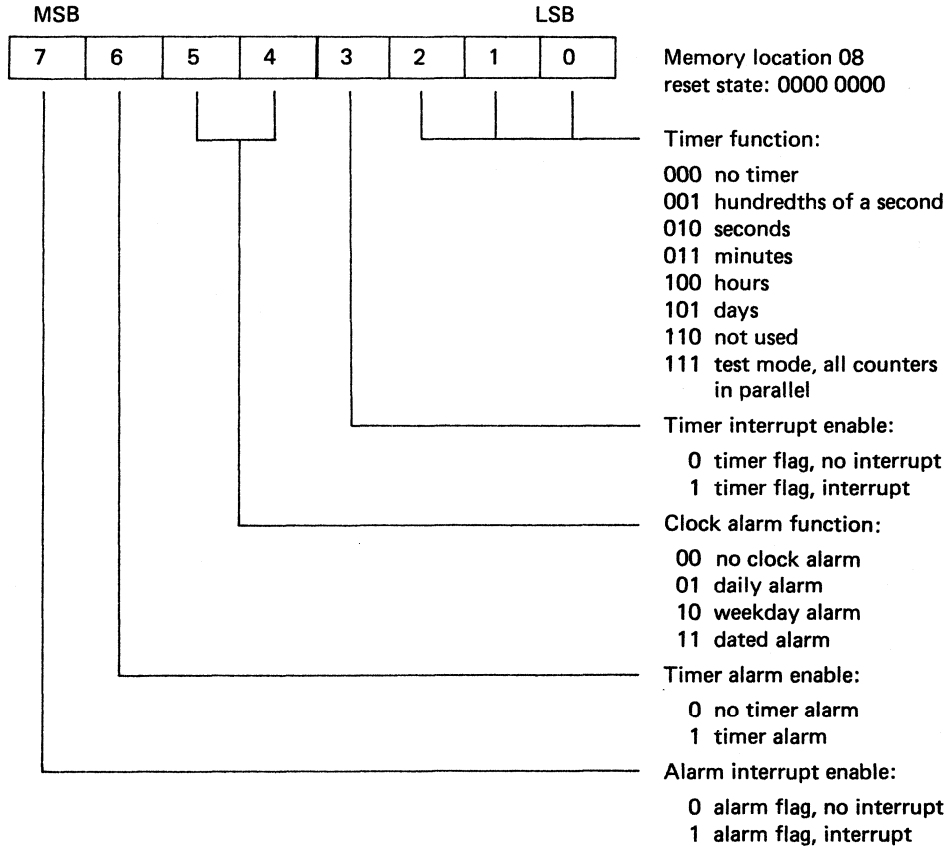 MSB LSB
7 6 5 4 3 2 1 0
Memory location 08
reset state: 0000 0000
Timer function:
000 no timer
001 hundredths of a second
010 seconds
011 minutes
100 hours
101 days
110 not used
111 test mode, all counters
in parallel
Timer interrupt enable:
0 timer flag, no interrupt
1 timer flag, interrupt
Clock alarm function:
00 no clock alarm
01 daily alarm
10 weekday alarm
11 dated alarm
Timer alarm enable:
0 no timer alarm
1 timer alarm
Alarm interrupt enable:
0 alarm flag, no interrupt
1 alarm flag, interrupt